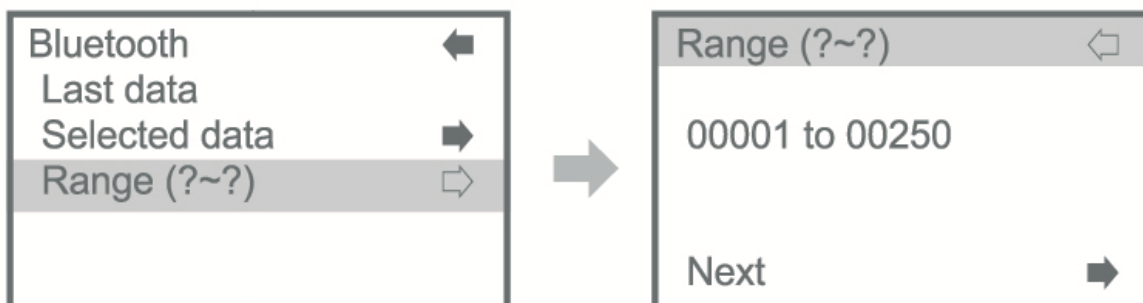 Bluetooth
Last data
Selected data
Range (?~?)
Range (?~?)
00001 to 00250
Next